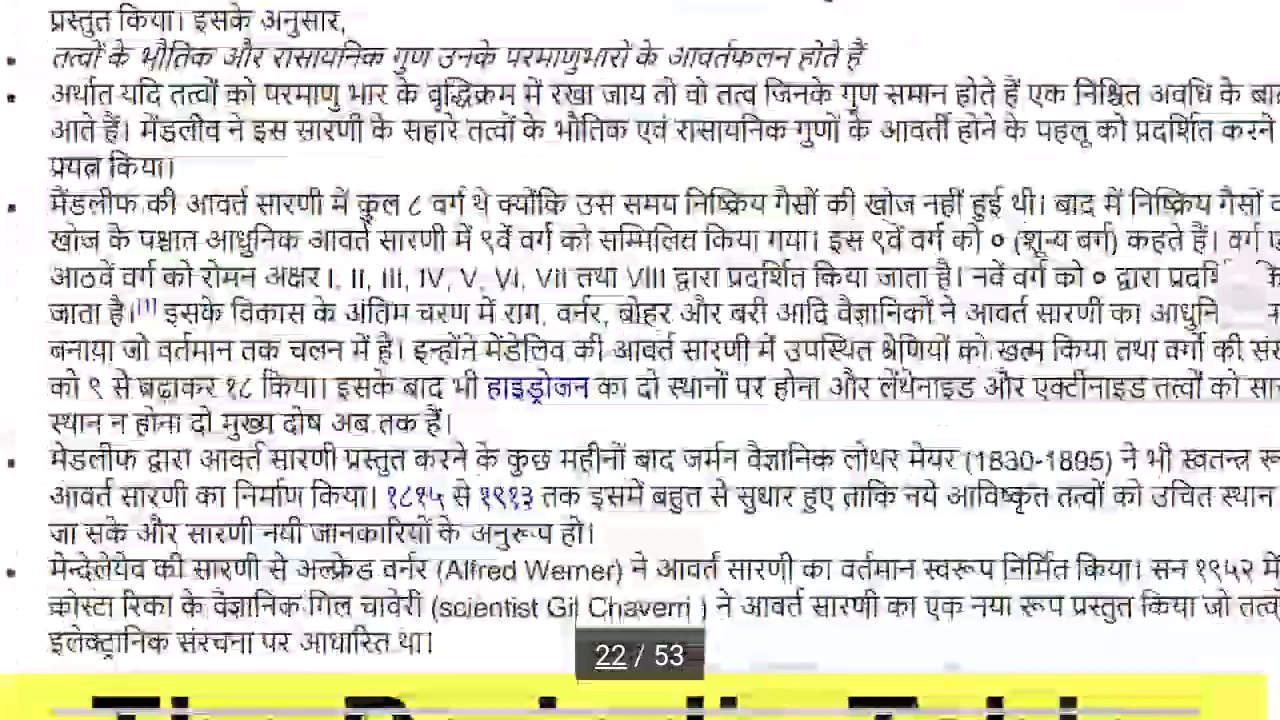 प्रस्तुत किया। इसके अनुसार,
तत्वों के भौतिक और रासायनिक गुण उनके परमाणुभारों के आवर्तफलन होते हैं
अर्थात यदि तत्वों को परमाणु भार के वृद्धिक्रम में रखा जाय तो वो तत्व जिनके गुण समान होते हैं एक निश्चित अवधि के बाद
आते हैं। मेंडलीव ने इस सारणी के सहारे तत्वों के भौतिक एवं रासायनिक गुणों के आवर्ती होने के पहलू को प्रदर्शित करने
प्रयत्न किया।
मैंडलीफ की आवर्त सारणी में कुल ८ वर्ग थे क्योंकि उस समय निष्क्रिय गैसों की खोज नहीं हुई थी। बाद में निष्क्रिय गैसों
खोज के पश्चात आधुनिक आवर्त सारणी में ९वें वर्ग को सम्मिलित किया गया। इस ९वें वर्ग को ० (शून्य बर्ग) कहते हैं। वर्ग
आठवें वर्ग को रोमन अक्षर I, II, III, IV, V, VI, VII तथा VIII द्वारा प्रदर्शित किया जाता है। नवें वर्ग को ० द्वारा
जाता है।[1] इसके विकास के अंतिम चरण में राग, वर्नर, बोहर और बरी आदि वैज्ञानिकों ने आवर्त सारणी का
बनाया जो वर्तमान तक चलन में है। इन्होंने मेंडेलिव की आवर्त सारणी में उपस्थित श्रेणियों को खत्म किया तथा वर्गों की
को ९ से बढ़ाकर १८ किया। इसके बाद भी हाइड्रोजन का दो स्थानों पर होना और लेंथेनाइड और एक्टीनाइड तत्वों को
स्थान न होना दो मुख्य दोष अब तक हैं।
मेडलीफ द्वारा आवर्त सारणी प्रस्तुत करने के कुछ महीनों बाद जर्मन वैज्ञानिक लोथर मेयर (1830-1895) ने भी स्वतन्त्र
आवर्त सारणी का निर्माण किया। १८१५ से १९१३ तक इसमें बहुत से सुधार हुए ताकि नये आविष्कृत तत्वों को उचित स्थान
जा सके और सारणी नयी जानकारियों के अनुरूप हो।
मेन्देलेयेव की सारणी से अल्फ्रेड वर्नर (Alfred Werner) ने आवर्त सारणी का वर्तमान स्वरूप निर्मित किया। सन १९५२ में
कोस्टा रिका के वैज्ञानिक गिल चावेरी (scientist Gil Chaverri ) ने आवर्त सारणी का एक नया रूप प्रस्तुत किया जो
इलेक्ट्रानिक संरचना पर आधारित था।
22 / 53